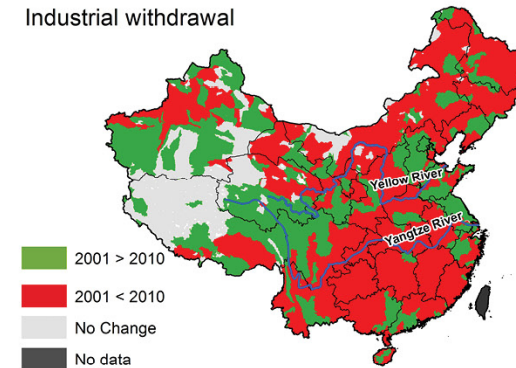 Industrial withdrawal
Yellow River
Yangtze River
2001 > 2010
2001 < 2010
No Change
No data